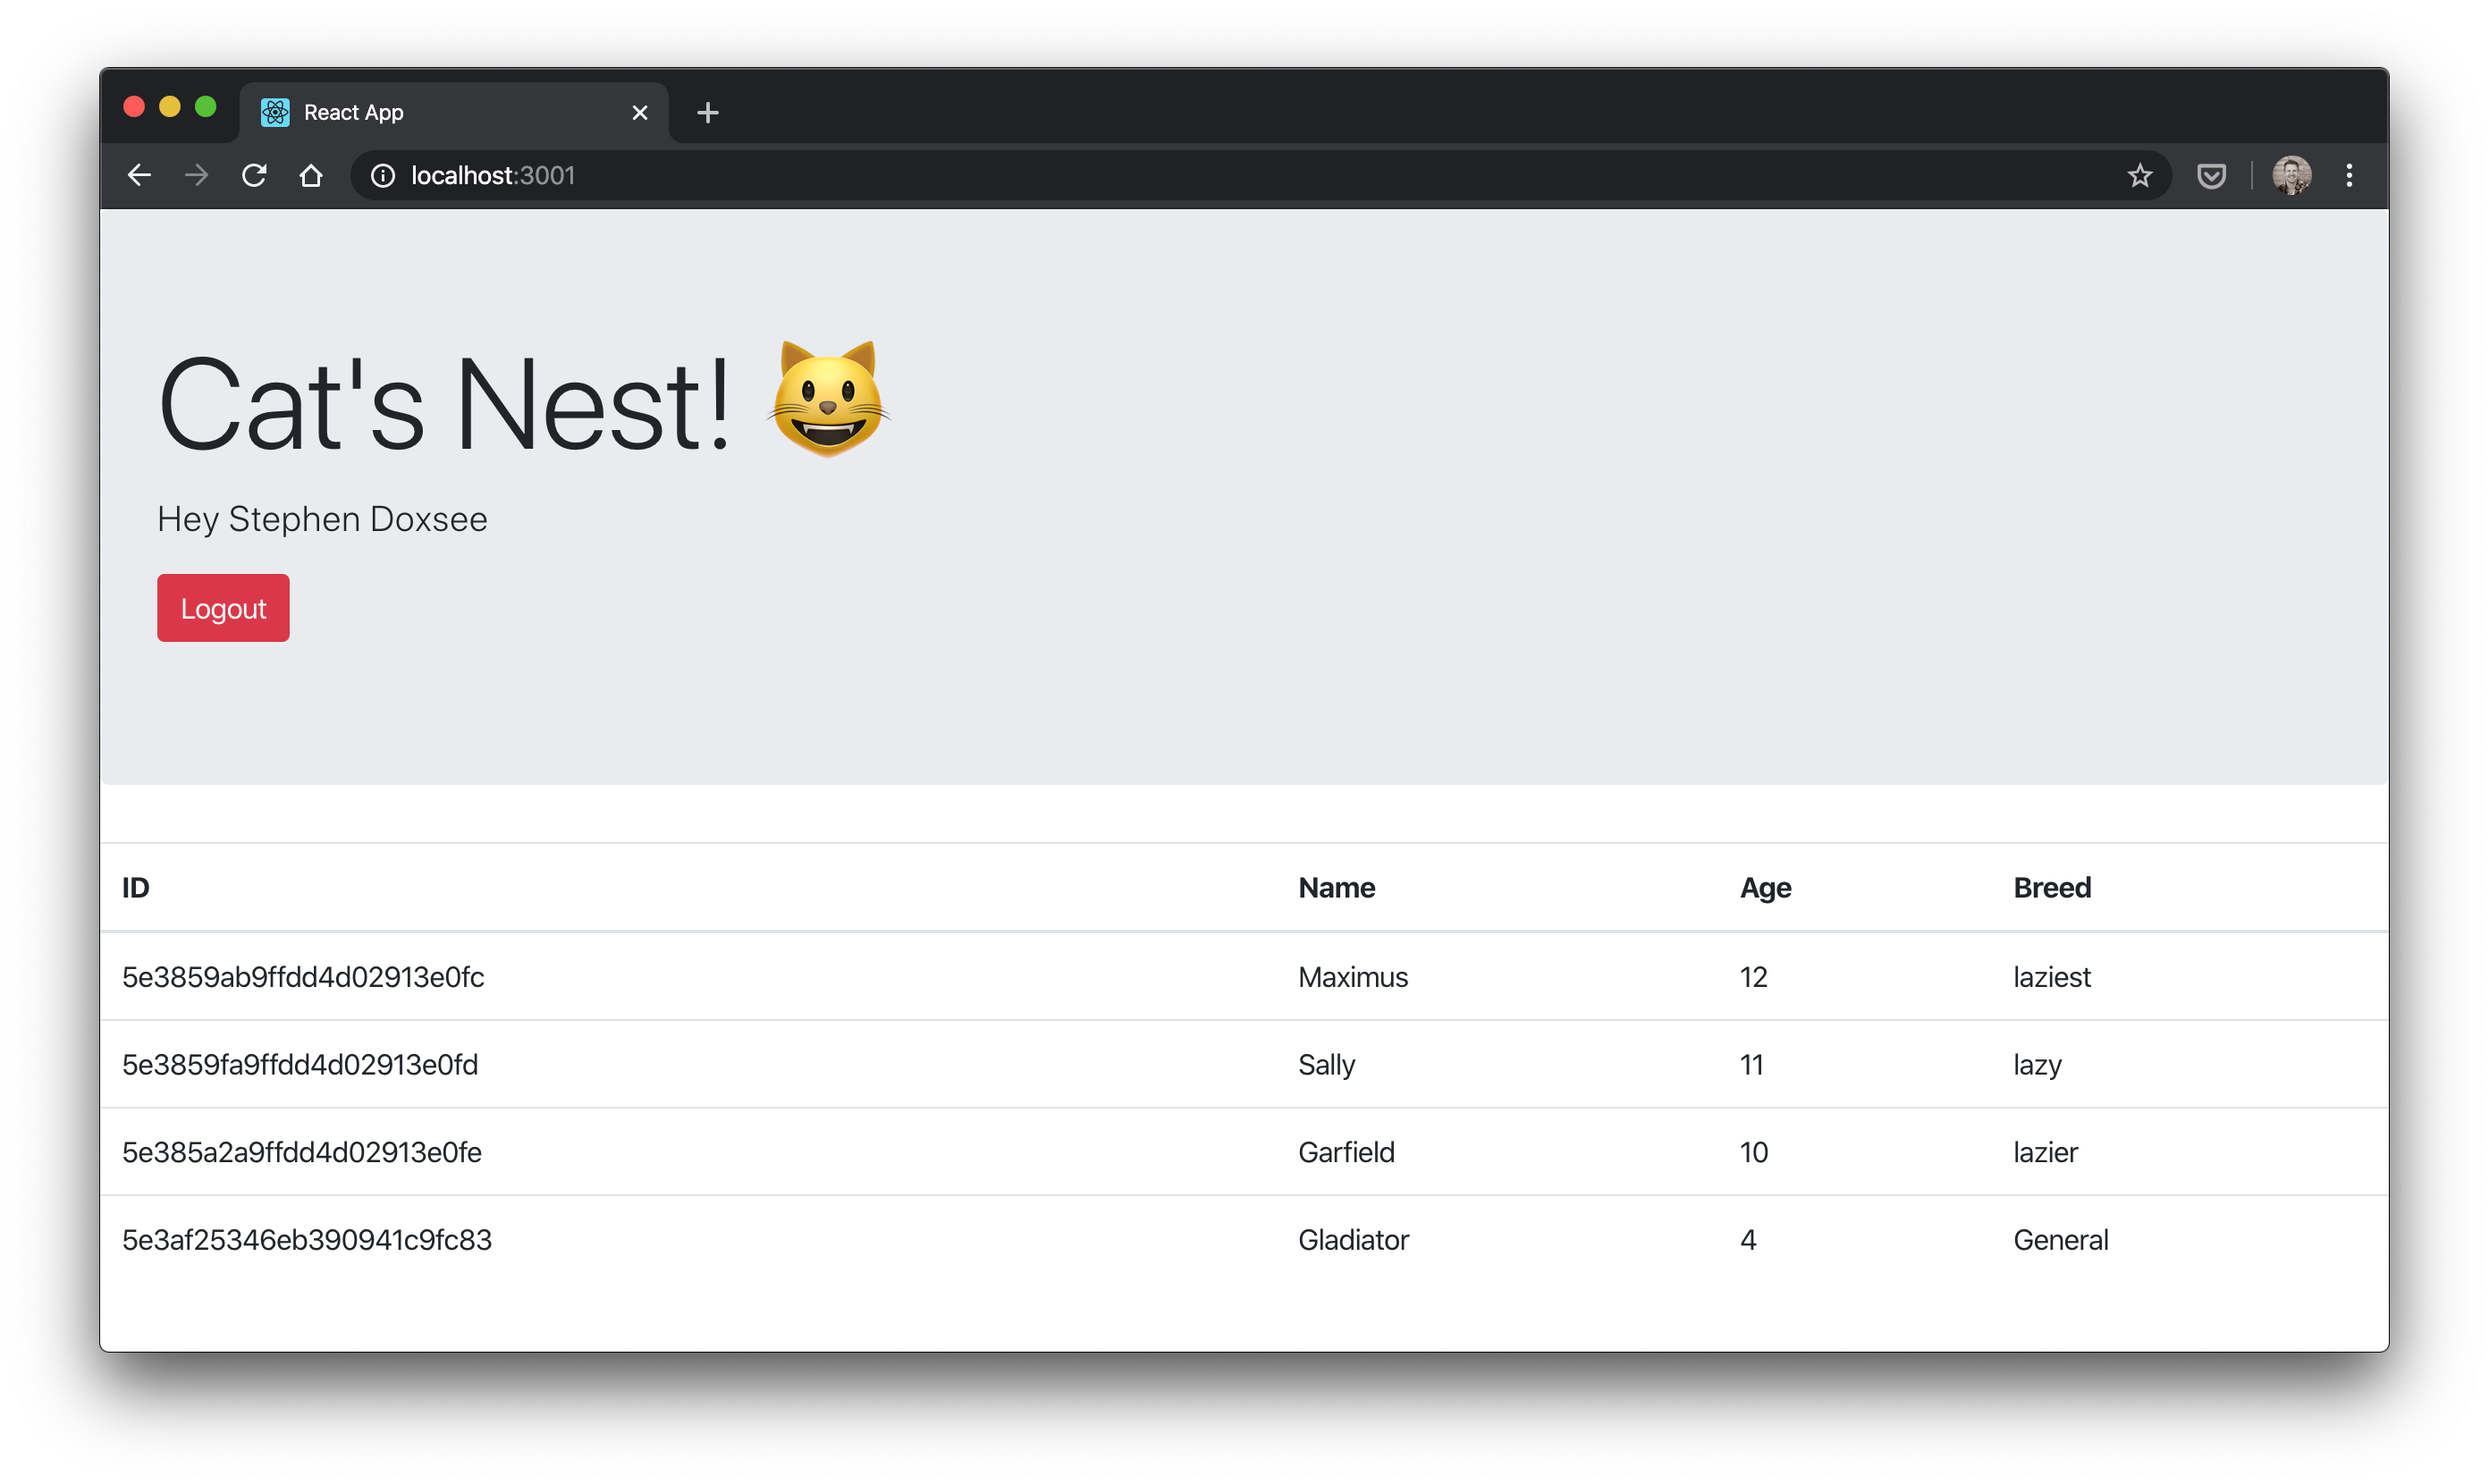 React App
localhost:3001
Cat's Nest! 😺
Hey Stephen Doxsee
Logout
ID Name Age Breed
5e3859ab9ffdd4d02913e0fc Maximus 12 laziest
5e3859fa9ffdd4d02913e0fd Sally 11 lazy
5e385a2a9ffdd4d02913e0fe Garfield 10 lazier
5e3af25346eb390941c9fc83 Gladiator 4 General